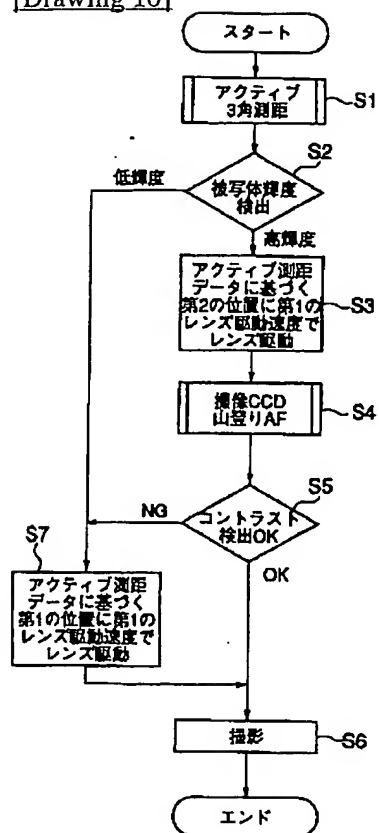 [Drawing 10]
スタート
アクティブ
3角測距
S1
S2
被写体輝度
検出
低輝度
高輝度
アクティブ測距
データに基づく
第2の位置に第1の
レンズ駆動速度で
レンズ駆動
S3
撮像CCD
山登りAF
S4
S5
コントラスト
検出OK
NG
OK
S7
アクティブ測距
データに基づく
第1の位置に第1の
レンズ駆動速度で
レンズ駆動
撮影
S6
エンド